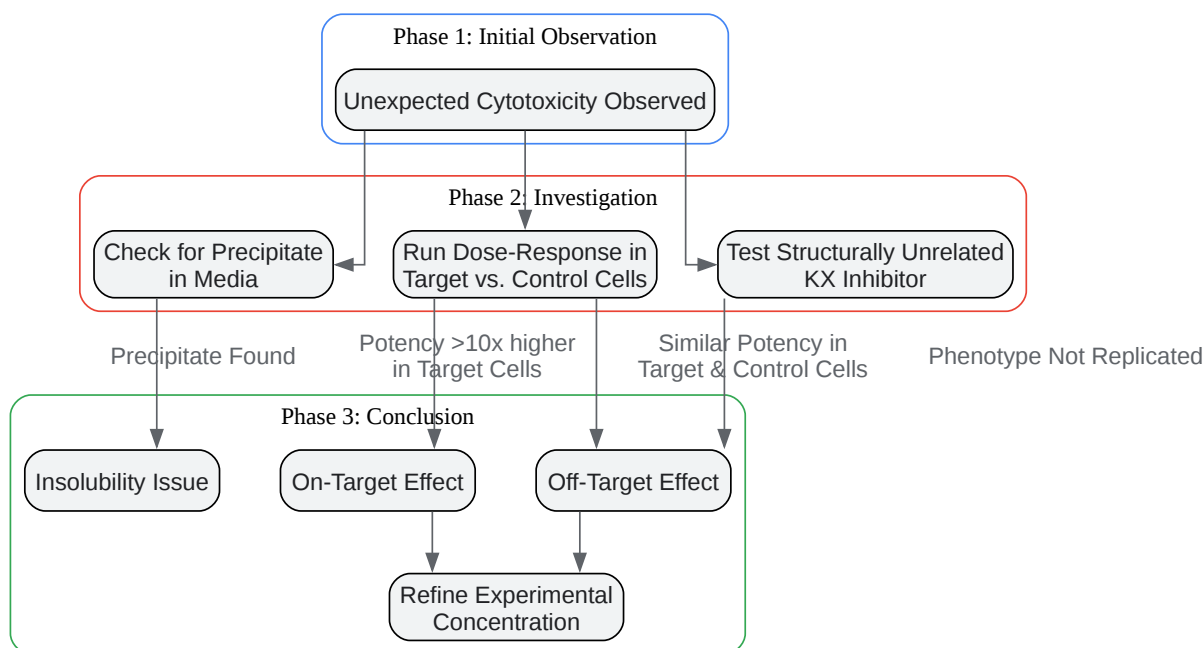 Phase 1: Initial Observation
Unexpected Cytotoxicity Observed
Phase 2: Investigation
Check for Precipitate
in Media
Run Dose-Response in
Target vs. Control Cells
Test Structurally Unrelated
KX Inhibitor
Precipitate Found
Potency >10x higher
in Target Cells
Similar Potency in
Target & Control Cells
Phenotype Not Replicated
Phase 3: Conclusion
Insolubility Issue
On-Target Effect
Off-Target Effect
Refine Experimental
Concentration